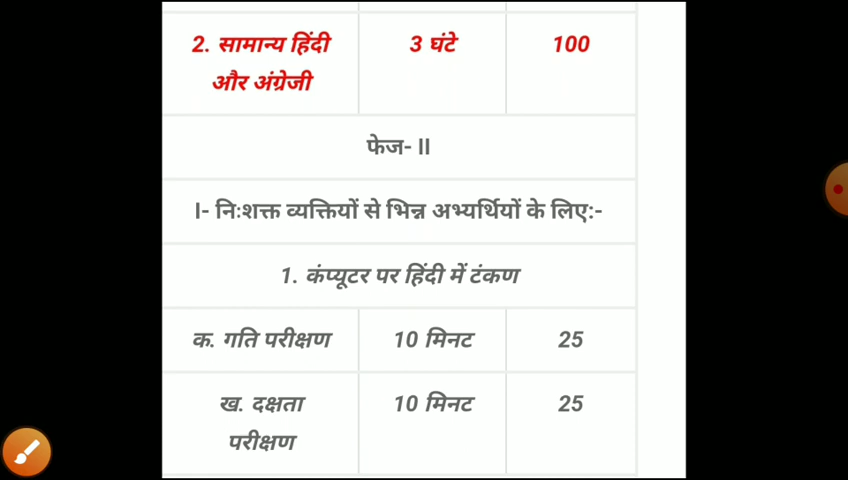 2. सामान्य हिंदी 3 घंटे 100
और अंग्रेजी
फेज- II
I- निःशक्त व्यक्तियों से भिन्न अभ्यर्थियों के लिए:-
1. कंप्यूटर पर हिंदी में टंकण
क. गति परीक्षण 10 मिनट 25
ख. दक्षता 10 मिनट 25
परीक्षण